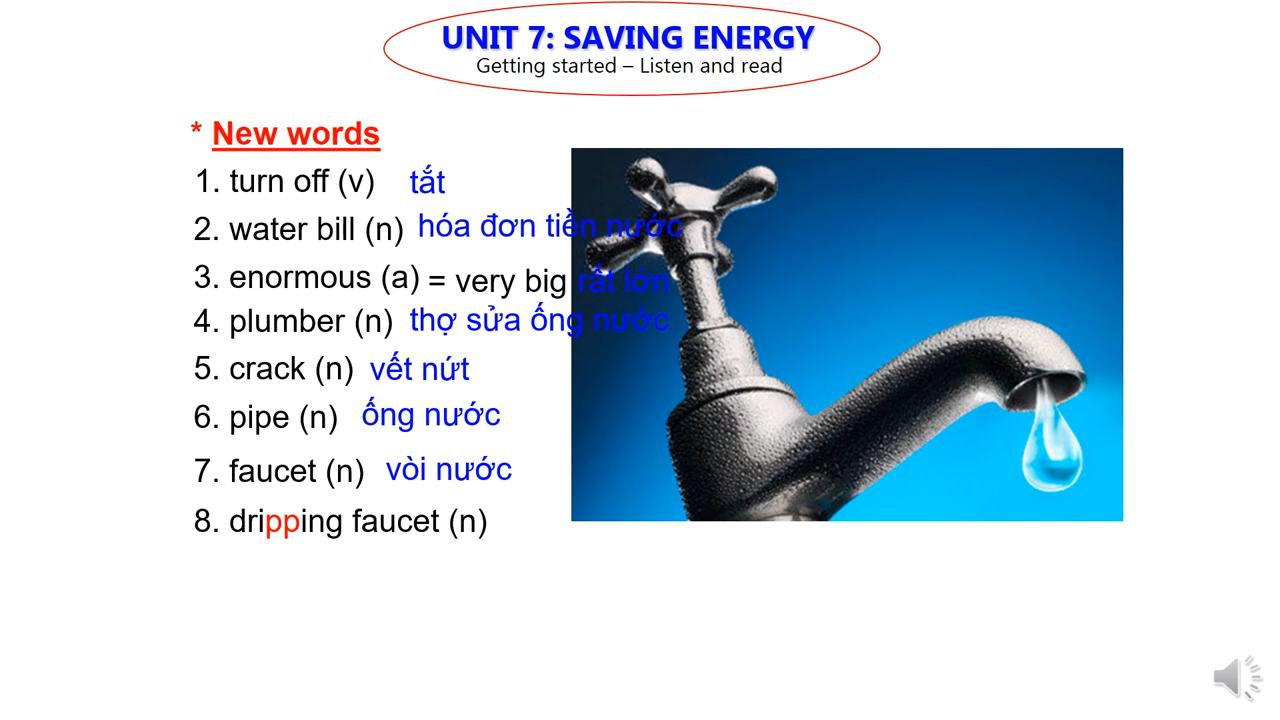 UNIT 7: SAVING ENERGY
Getting started – Listen and read
* New words
1. turn off (v) tắt
2. water bill (n) hóa đơn tiền nước
3. enormous (a) = very big rất lớn
4. plumber (n) thợ sửa ống nước
5. crack (n) vết nứt
6. pipe (n) ống nước
7. faucet (n) vòi nước
8. dripping faucet (n)